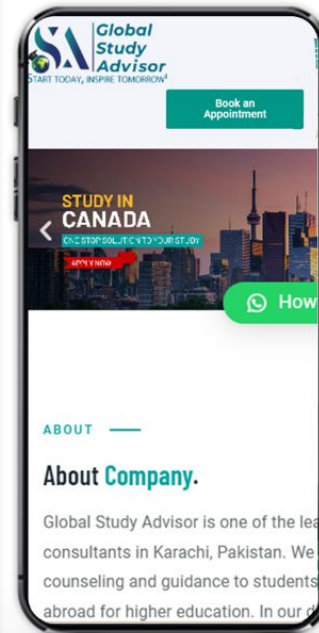 Global
Study
Advisor
START TODAY, INSPIRE TOMORROW!
Book an
Appointment
STUDY IN
CANADA
ONE STOP SOLUTION TO YOUR STUDY
APPLY NOW
How
ABOUT
About Company.
Global Study Advisor is one of the lea
consultants in Karachi, Pakistan. We
counseling and guidance to students
abroad for higher education. In our d